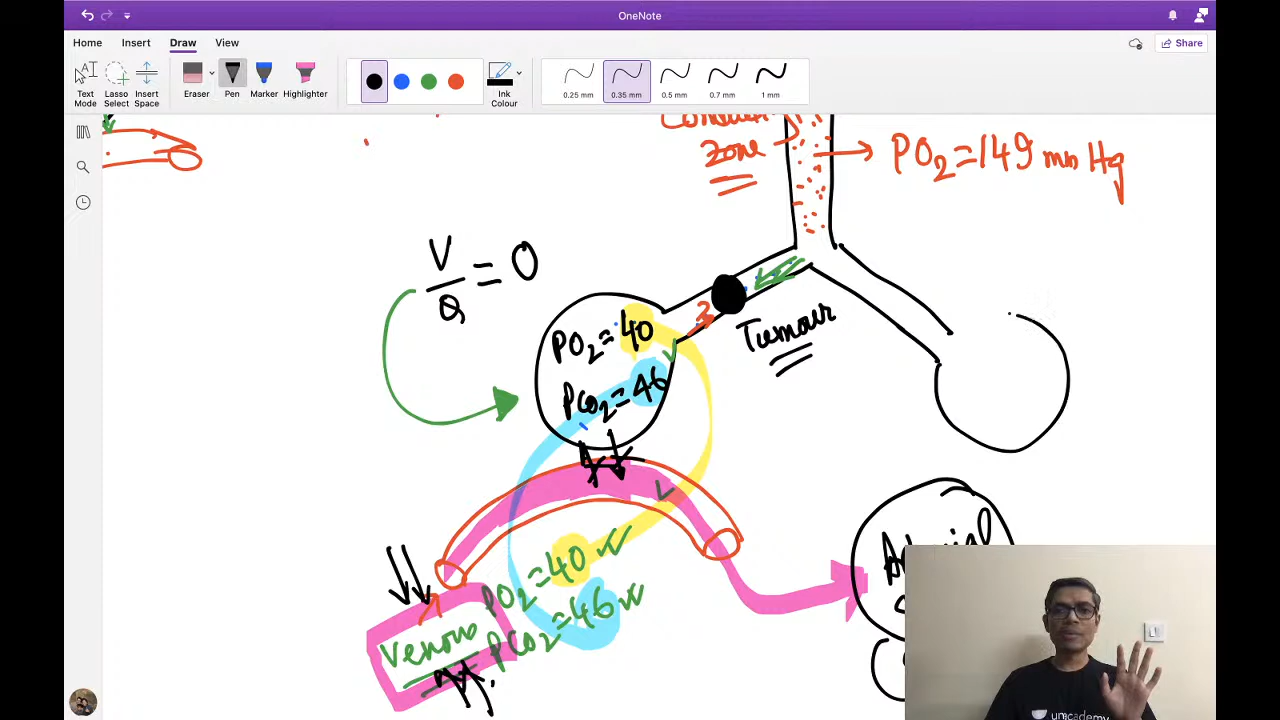 OneNote
Home Insert Draw View
Share
Text Mode
Lasso Select
Insert Space
Eraser
Pen
Marker
Highlighter
Ink Colour
0.25 mm
0.35 mm
0.5 mm
0.7 mm
1 mm
zone
PO2=149 mm Hg
V/Q = 0
Tumour
PO2=40
PCO2=46
PO2=40
PCO2=46
Venous
unacademy